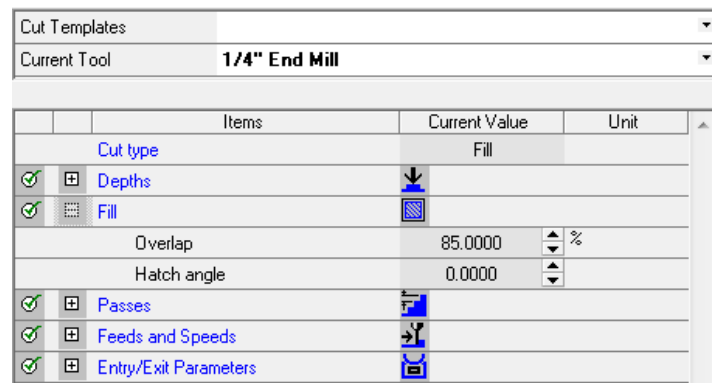 Cut Templates
Current Tool 1/4" End Mill
Items Current Value Unit
Cut type Fill
Depths
Fill
Overlap 85.0000 %
Hatch angle 0.0000
Passes
Feeds and Speeds
Entry/Exit Parameters